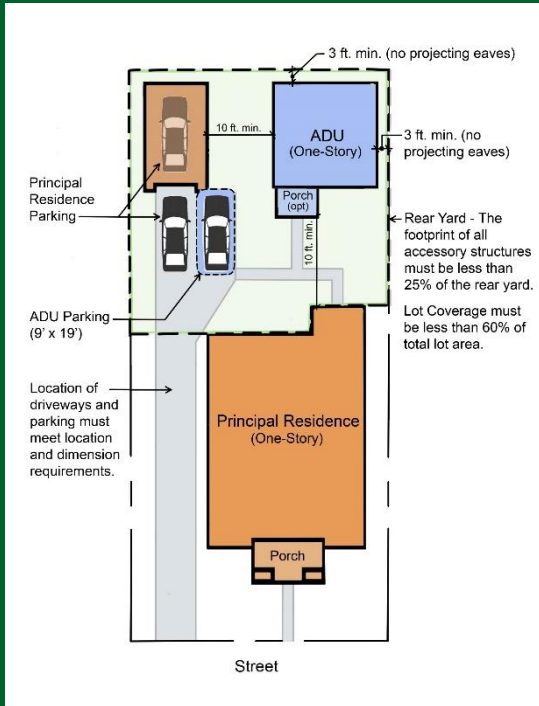 3 ft. min. (no projecting eaves)
10 ft. min.
ADU
(One-Story)
3 ft. min. (no
projecting eaves)
Principal
Residence
Parking
Porch
(opt)
10 ft. min.
Rear Yard - The
footprint of all
accessory structures
must be less than
25% of the rear yard.
Lot Coverage must
be less than 60% of
total lot area.
ADU Parking
(9' x 19')
Location of
driveways and
parking must
meet location
and dimension
requirements.
Principal Residence
(One-Story)
Porch
Street